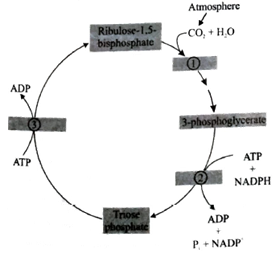 Atmosphere
Ribulose-1,5-
bisphosphate
CO₂ + H₂O
①
ADP
3-phosphoglycerate
③
ATP
ATP
+
NADPH
②
Triose
phosphate
ADP
+
Pᵢ + NADP⁺